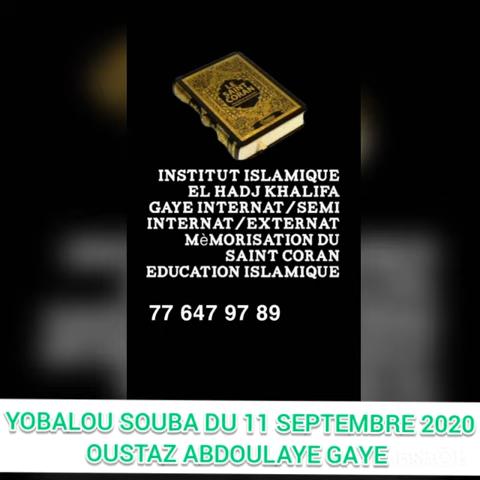 LE
SAINT
CORAN
INSTITUT ISLAMIQUE
EL HADJ KHALIFA
GAYE INTERNAT/SEMI
INTERNAT/EXTERNAT
MèMORISATION DU
SAINT CORAN
EDUCATION ISLAMIQUE
77 647 97 89
YOBALOU SOUBA DU 11 SEPTEMBRE 2020
OUSTAZ ABDOULAYE GAYE